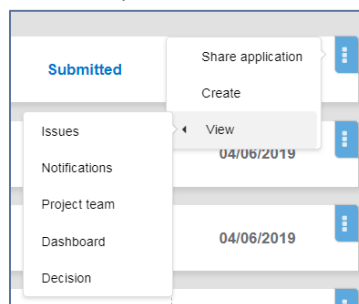 Share application
Submitted
Create
View
Issues
04/06/2019
Notifications
Project team
Dashboard
04/06/2019
Decision